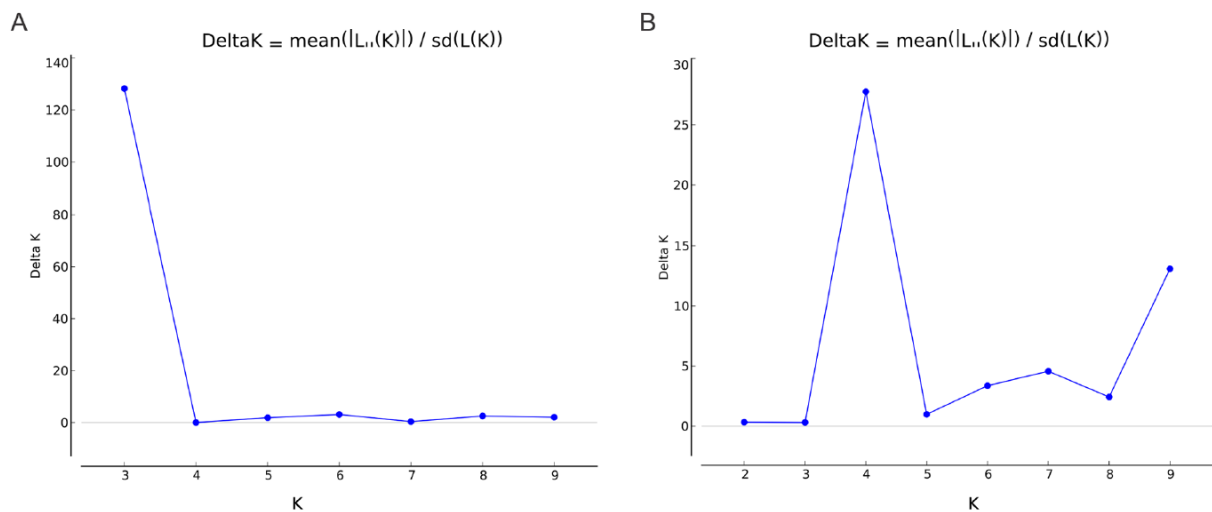 A
DeltaK = mean(|L,,(K)|) / sd(L(K))
140
120
100
80
60
40
20
0
Delta K
3 4 5 6 7 8 9
K
B
DeltaK = mean(|L,,(K)|) / sd(L(K))
30
25
20
15
10
5
0
Delta K
2 3 4 5 6 7 8 9
K